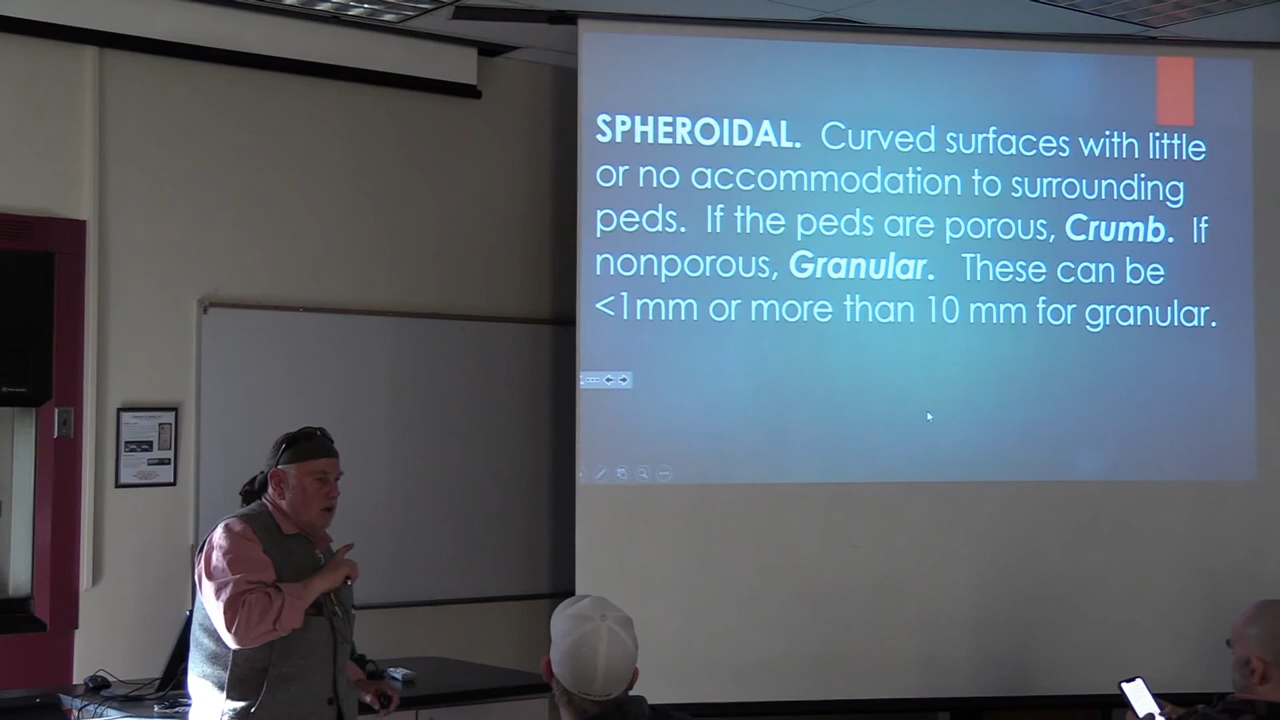 SPHEROIDAL. Curved surfaces with little
or no accommodation to surrounding
peds. If the peds are porous, Crumb. If
nonporous, Granular. These can be
<1mm or more than 10 mm for granular.